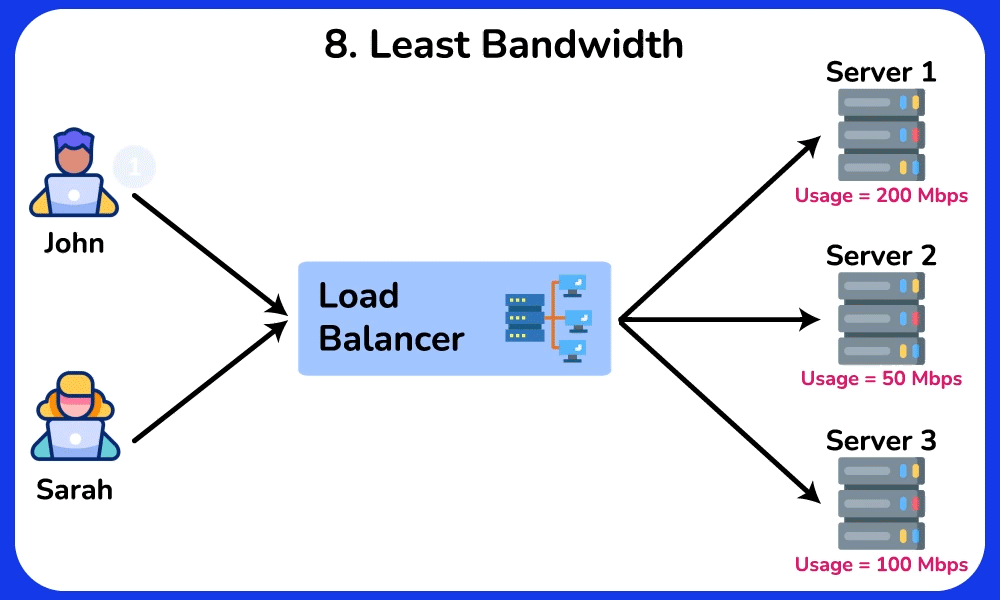 8. Least Bandwidth
Server 1
Usage = 200 Mbps
1
John
Load
Balancer
Server 2
Usage = 50 Mbps
Sarah
Server 3
Usage = 100 Mbps